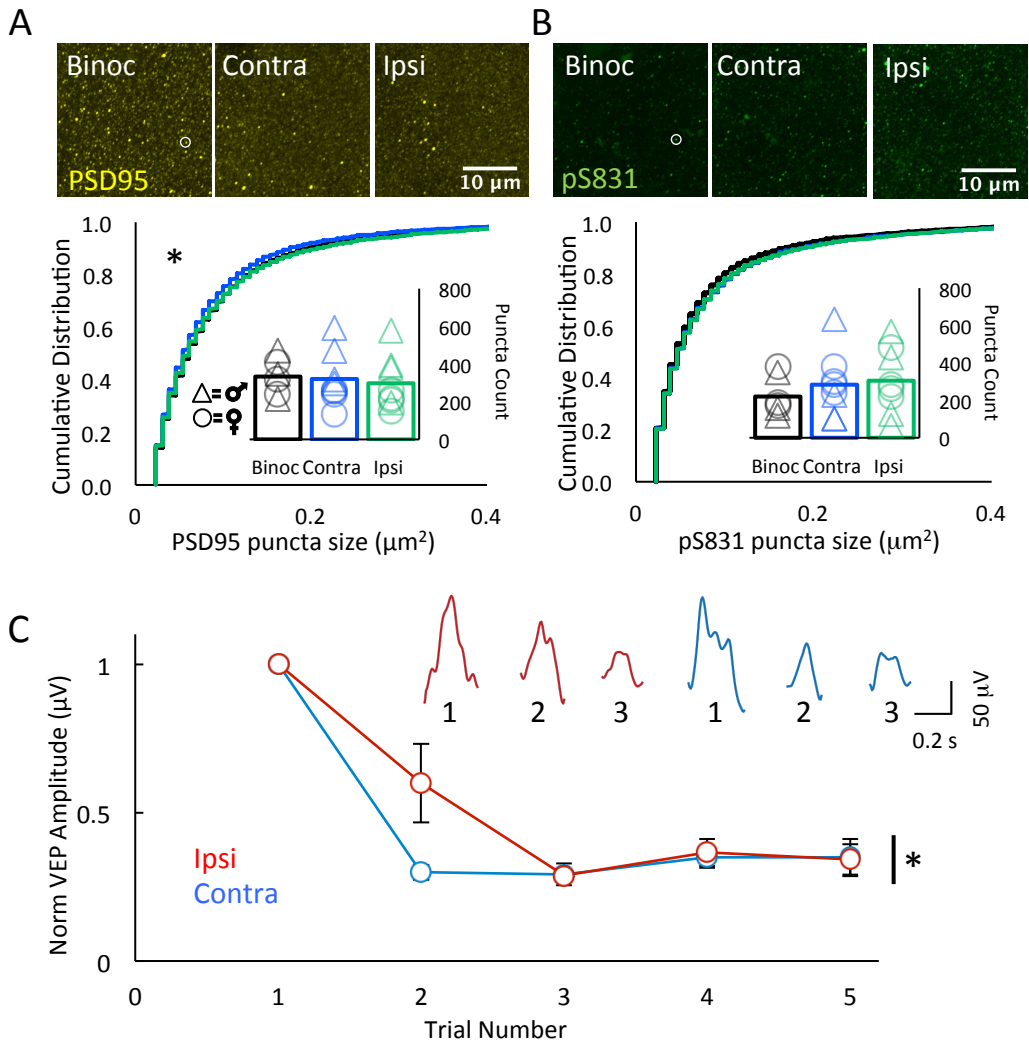 A
Binoc
Contra
Ipsi
PSD95
10 µm
Cumulative Distribution
1.0
0.8
0.6
0.4
0.2
0.0
*
△=♂
○=♀
800
600
400
200
0
Puncta Count
Binoc Contra Ipsi
0 0.2 0.4
PSD95 puncta size (µm²)
B
Binoc
Contra
Ipsi
pS831
10 µm
Cumulative Distribution
1.0
0.8
0.6
0.4
0.2
0.0
800
600
400
200
0
Puncta Count
Binoc Contra Ipsi
0 0.2 0.4
pS831 puncta size (µm²)
C
Norm VEP Amplitude (µV)
1
0.5
0
1 2 3 1 2 3
50 µV
0.2 s
Ipsi
Contra
*
0 1 2 3 4 5
Trial Number